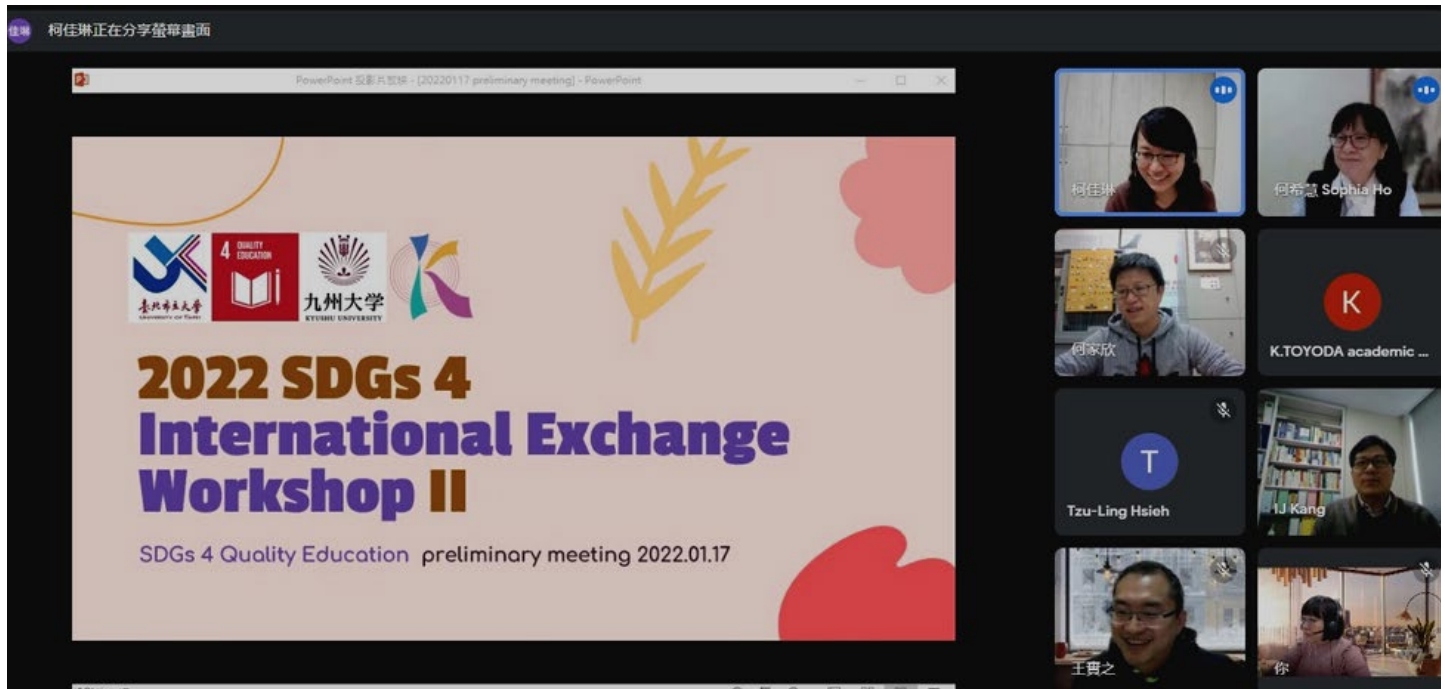 佳琳
柯佳琳正在分享螢幕畫面
PowerPoint 投影片放映 - [20220117 preliminary meeting] - PowerPoint
臺北市立大學
UNIVERSITY OF TAIPEI
4 QUALITY EDUCATION
九州大学
KYUSHU UNIVERSITY
2022 SDGs 4
International Exchange
Workshop II
SDGs 4 Quality Education preliminary meeting 2022.01.17
柯佳琳
何希慧 Sophia Ho
何家欣
K
K.TOYODA academic ...
T
Tzu-Ling Hsieh
IJ Kang
王實之
你